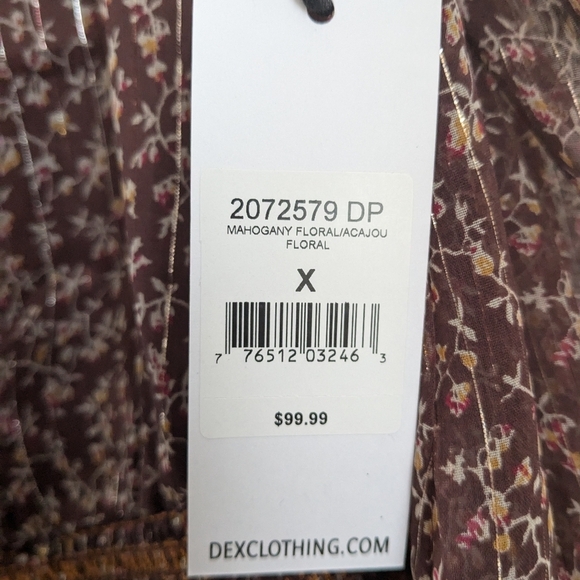 2072579 DP
MAHOGANY FLORAL/ACAJOU
FLORAL
X
7 76512 03246 3
$99.99
DEXCLOTHING.COM